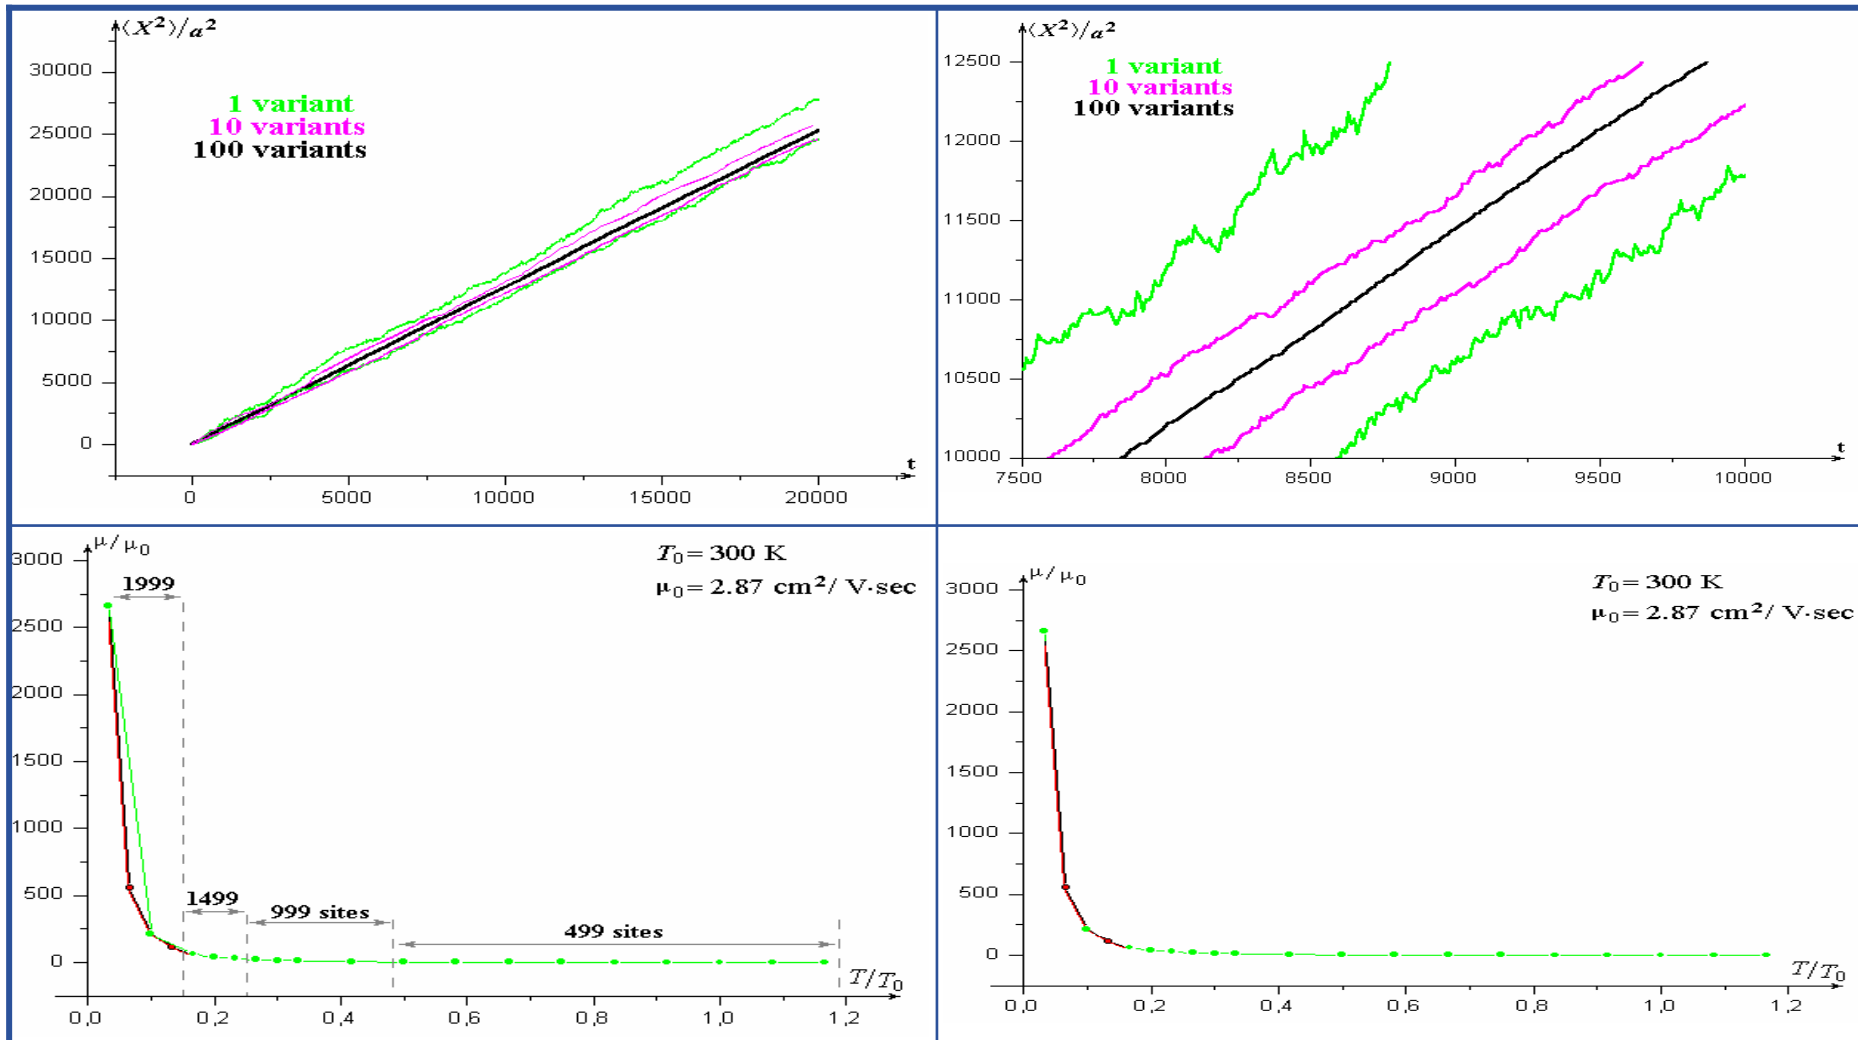 ⟨X²⟩/a²
30000
25000
20000
15000
10000
5000
0
1 variant
10 variants
100 variants
t
0 5000 10000 15000 20000
⟨X²⟩/a²
12500
12000
11500
11000
10500
10000
1 variant
10 variants
100 variants
t
7500 8000 8500 9000 9500 10000
μ/μ₀
3000
2500
2000
1500
1000
500
0
T₀= 300 K
μ₀= 2.87 cm²/ V·sec
1999
1499
999 sites
499 sites
T/T₀
0,0 0,2 0,4 0,6 0,8 1,0 1,2
μ/μ₀
3000
2500
2000
1500
1000
500
0
T₀= 300 K
μ₀= 2.87 cm²/ V·sec
T/T₀
0,0 0,2 0,4 0,6 0,8 1,0 1,2